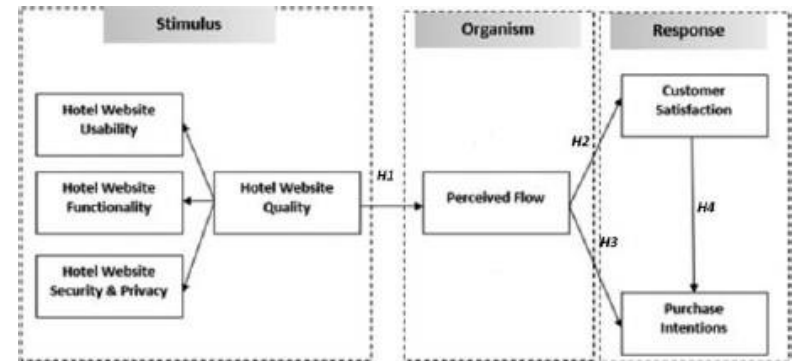 Stimulus
Organism
Response
Hotel Website
Usability
Hotel Website
Functionality
Hotel Website
Security & Privacy
Hotel Website
Quality
H1
Perceived Flow
H2
H3
Customer
Satisfaction
H4
Purchase
Intentions